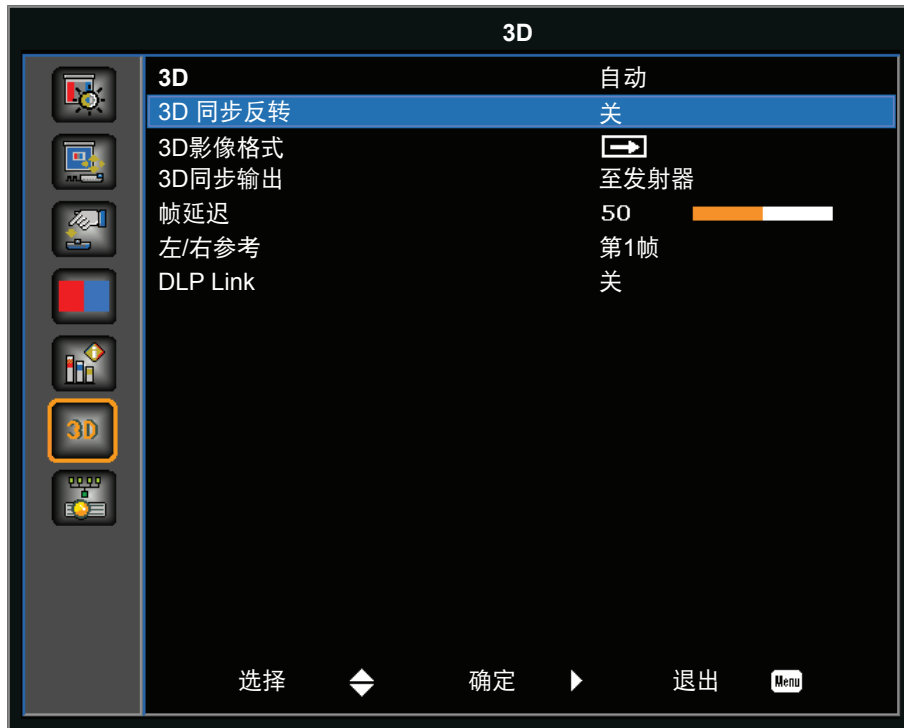 3D
3D 自动
3D 同步反转 关
3D影像格式
3D同步输出 至发射器
帧延迟 50
左/右参考 第1帧
DLP Link 关
3D
选择 确定 退出 Menu